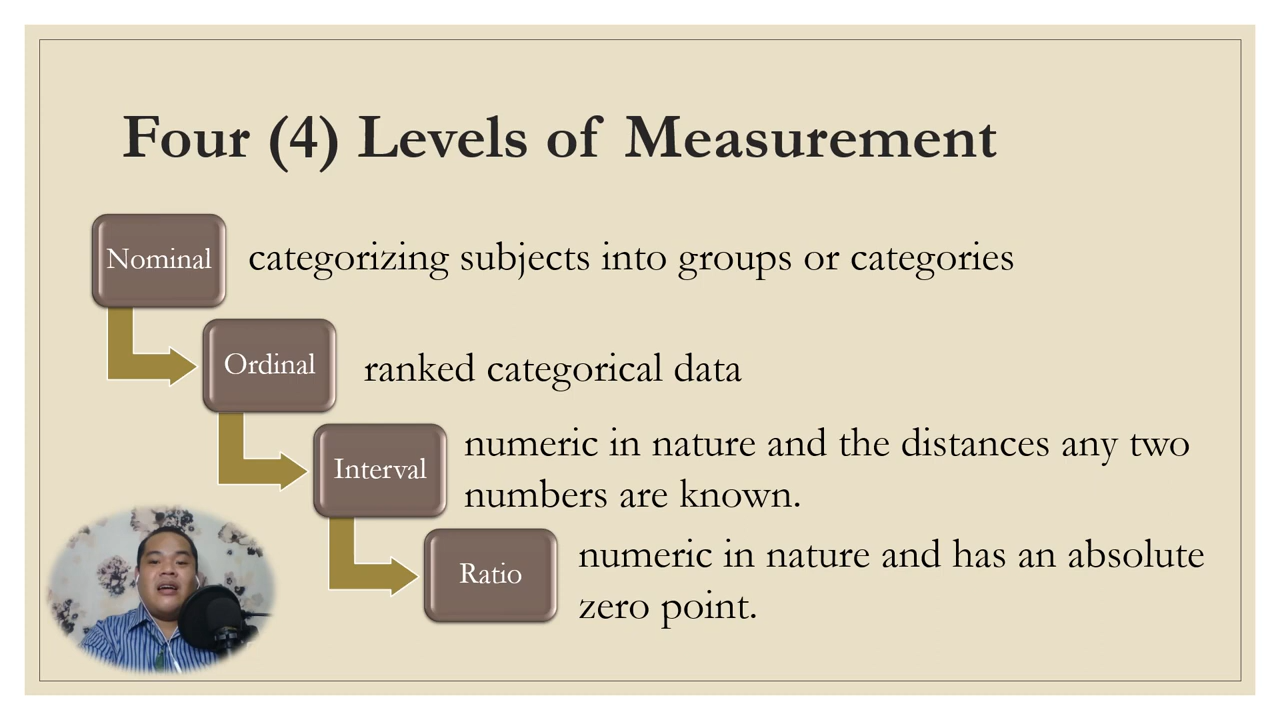 Four (4) Levels of Measurement
Nominal
categorizing subjects into groups or categories
Ordinal
ranked categorical data
Interval
numeric in nature and the distances any two
numbers are known.
Ratio
numeric in nature and has an absolute
zero point.